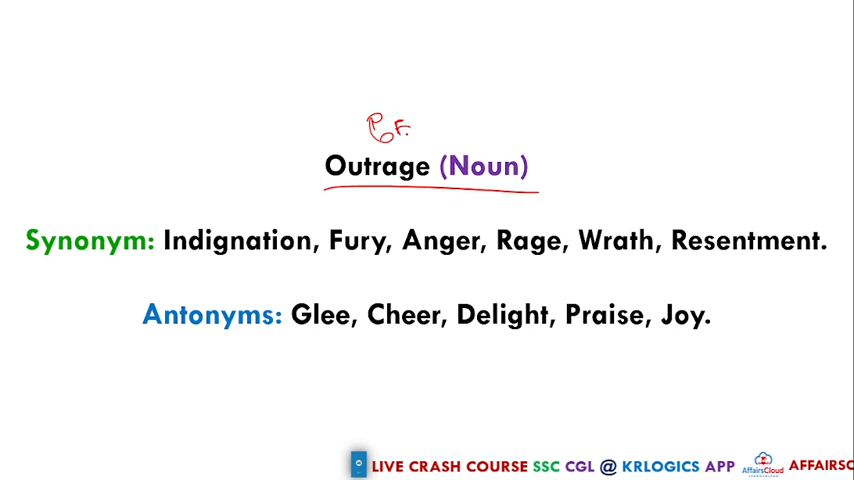 Outrage (Noun)
Synonym: Indignation, Fury, Anger, Rage, Wrath, Resentment.
Antonyms: Glee, Cheer, Delight, Praise, Joy.
LIVE CRASH COURSE SSC CGL @ KRLOGICS APP
AffairsCloud
AFFAIRSC